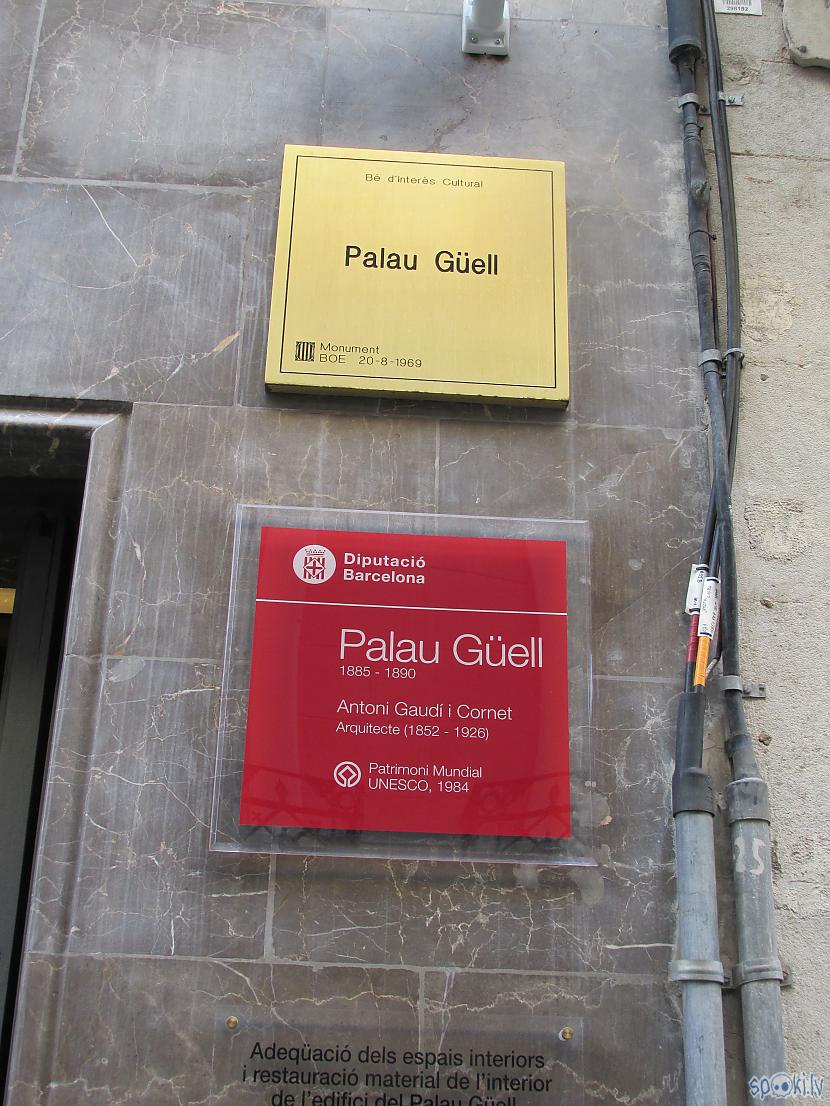 Bé d'Interès Cultural
Palau Güell
Monument
BOE 20-8-1969
Diputació
Barcelona
Palau Güell
1885 - 1890
Antoni Gaudí i Cornet
Arquitecte (1852 - 1926)
Patrimoni Mundial
UNESCO, 1984
25
Adeqüació dels espais interiors
i restauració material de l'interior
de l'edifici del Palau Güell
spoki.lv